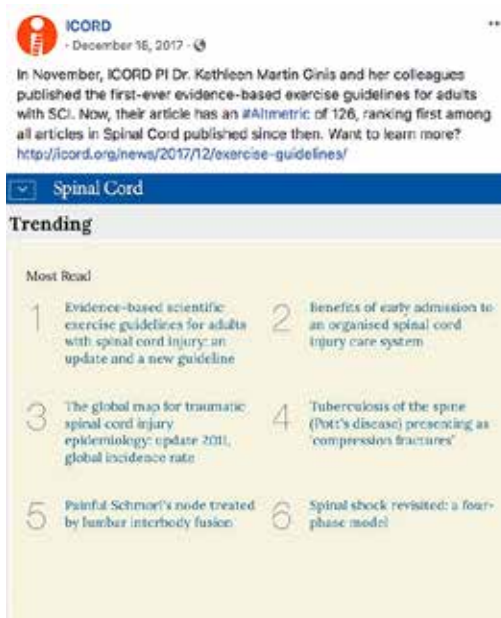 ICORD
· December 18, 2017 ·
In November, ICORD PI Dr. Kathleen Martin Ginis and her colleagues
published the first-ever evidence-based exercise guidelines for adults
with SCI. Now, their article has an #Altmetric of 126, ranking first among
all articles in Spinal Cord published since then. Want to learn more?
http://icord.org/news/2017/12/exercise-guidelines/
Spinal Cord
Trending
Most Read
1
Evidence-based scientific
exercise guidelines for adults
with spinal cord injury: an
update and a new guideline
2
Benefits of early admission to
an organised spinal cord
injury care system
3
The global map for traumatic
spinal cord injury
epidemiology: update 2011,
global incidence rate
4
Tuberculosis of the spine
(Pott's disease) presenting as
'compression fractures'
5
Painful Schmorl's node treated
by lumbar interbody fusion
6
Spinal shock revisited: a four-
phase model